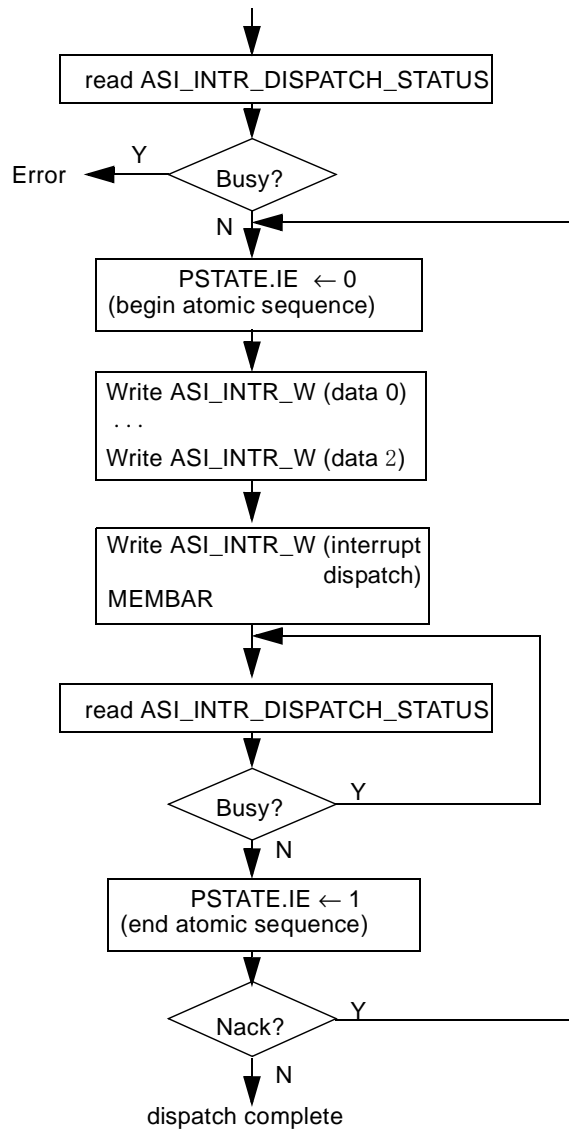 read ASI_INTR_DISPATCH_STATUS
Y
Error
Busy?
N
PSTATE.IE ← 0
(begin atomic sequence)
Write ASI_INTR_W (data 0)
...
Write ASI_INTR_W (data 2)
Write ASI_INTR_W (interrupt
dispatch)
MEMBAR
read ASI_INTR_DISPATCH_STATUS
Busy?
Y
N
PSTATE.IE ← 1
(end atomic sequence)
Nack?
Y
N
dispatch complete